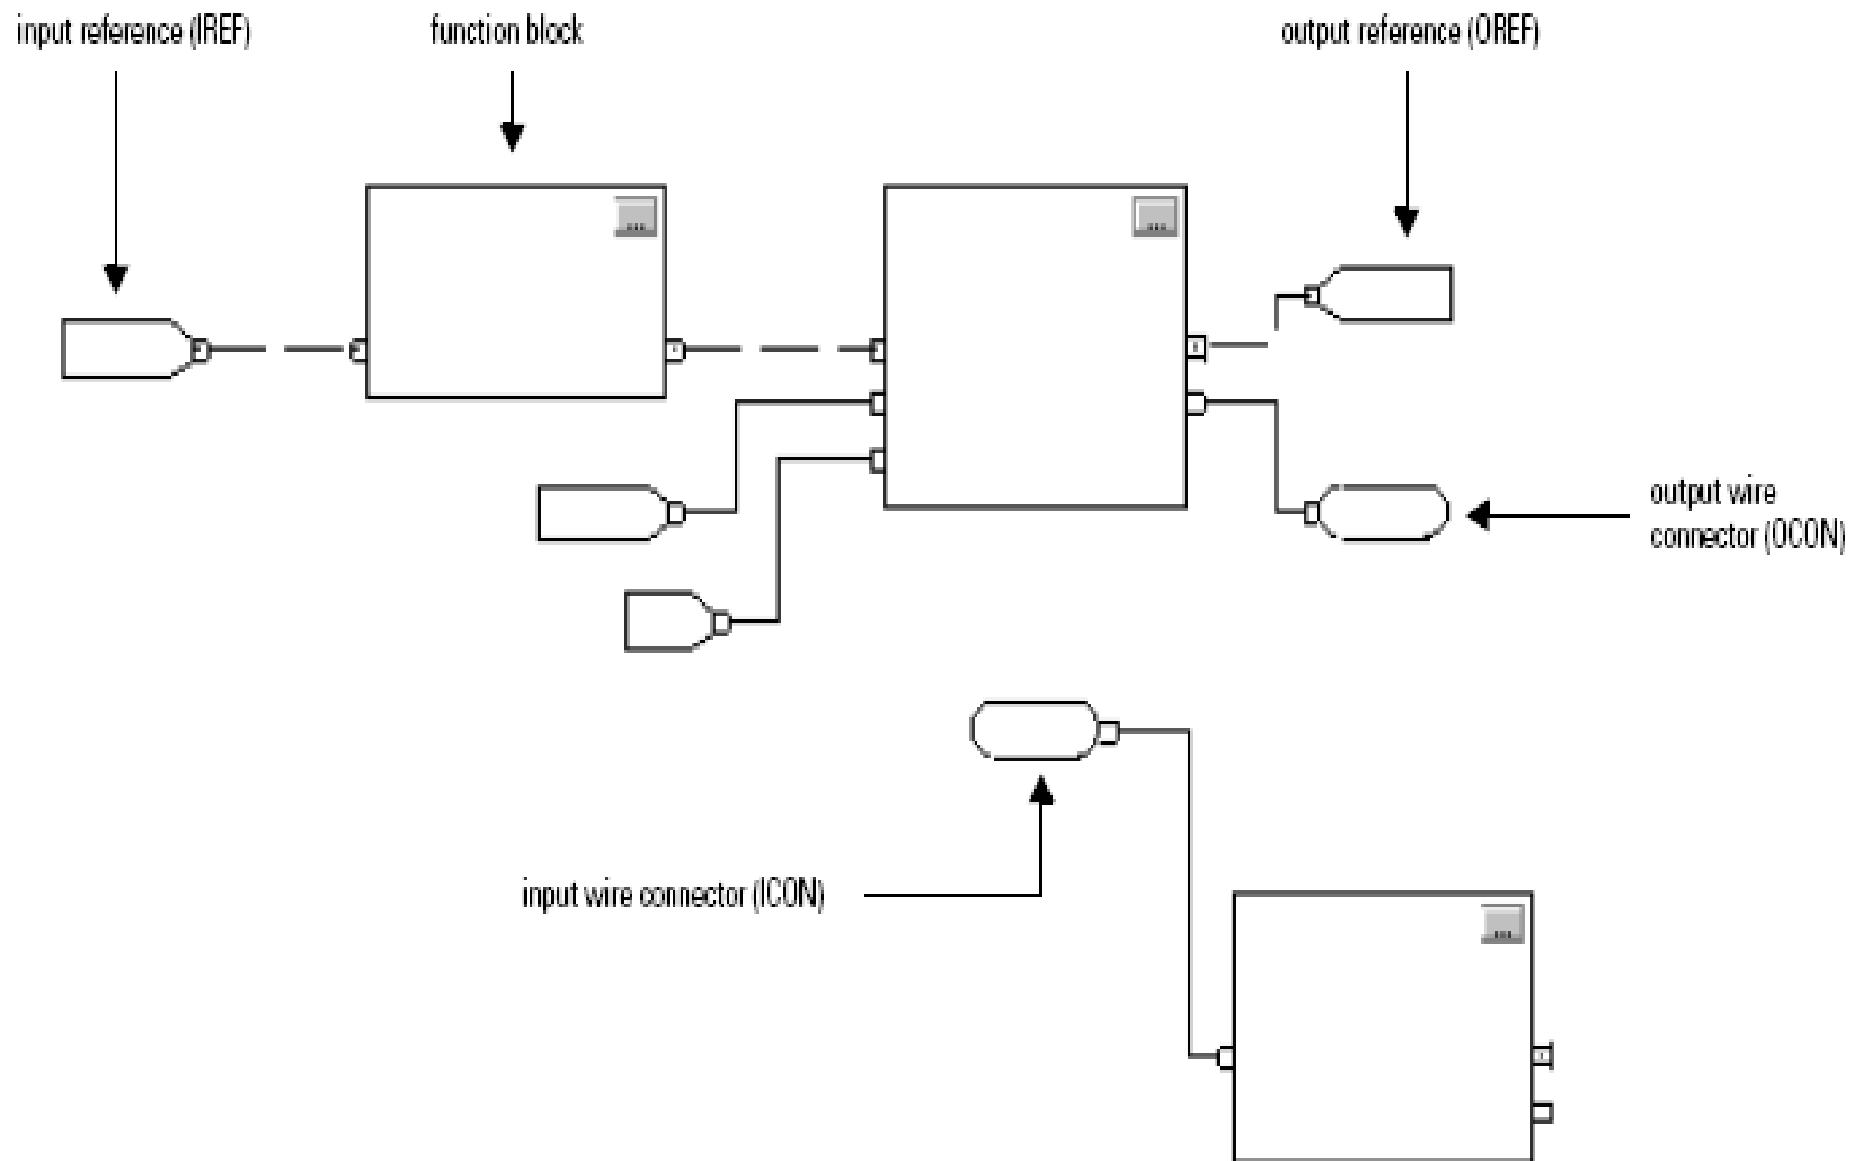 input reference (IREF)
function block
output reference (OREF)
...
...
output wire
connector (OCON)
input wire connector (ICON)
...